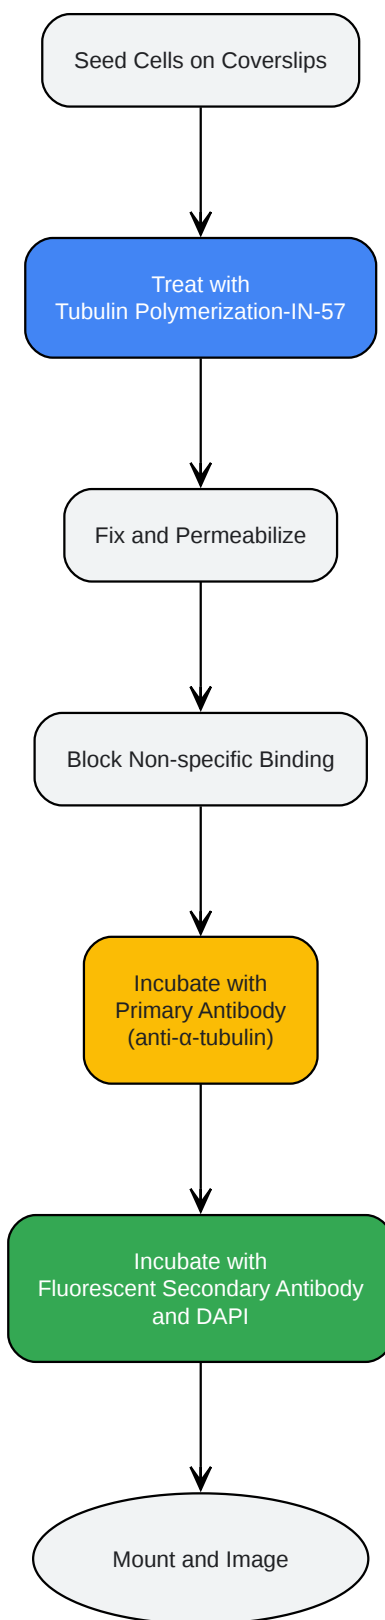 Seed Cells on Coverslips
Treat with
Tubulin Polymerization-IN-57
Fix and Permeabilize
Block Non-specific Binding
Incubate with
Primary Antibody
(anti-α-tubulin)
Incubate with
Fluorescent Secondary Antibody
and DAPI
Mount and Image